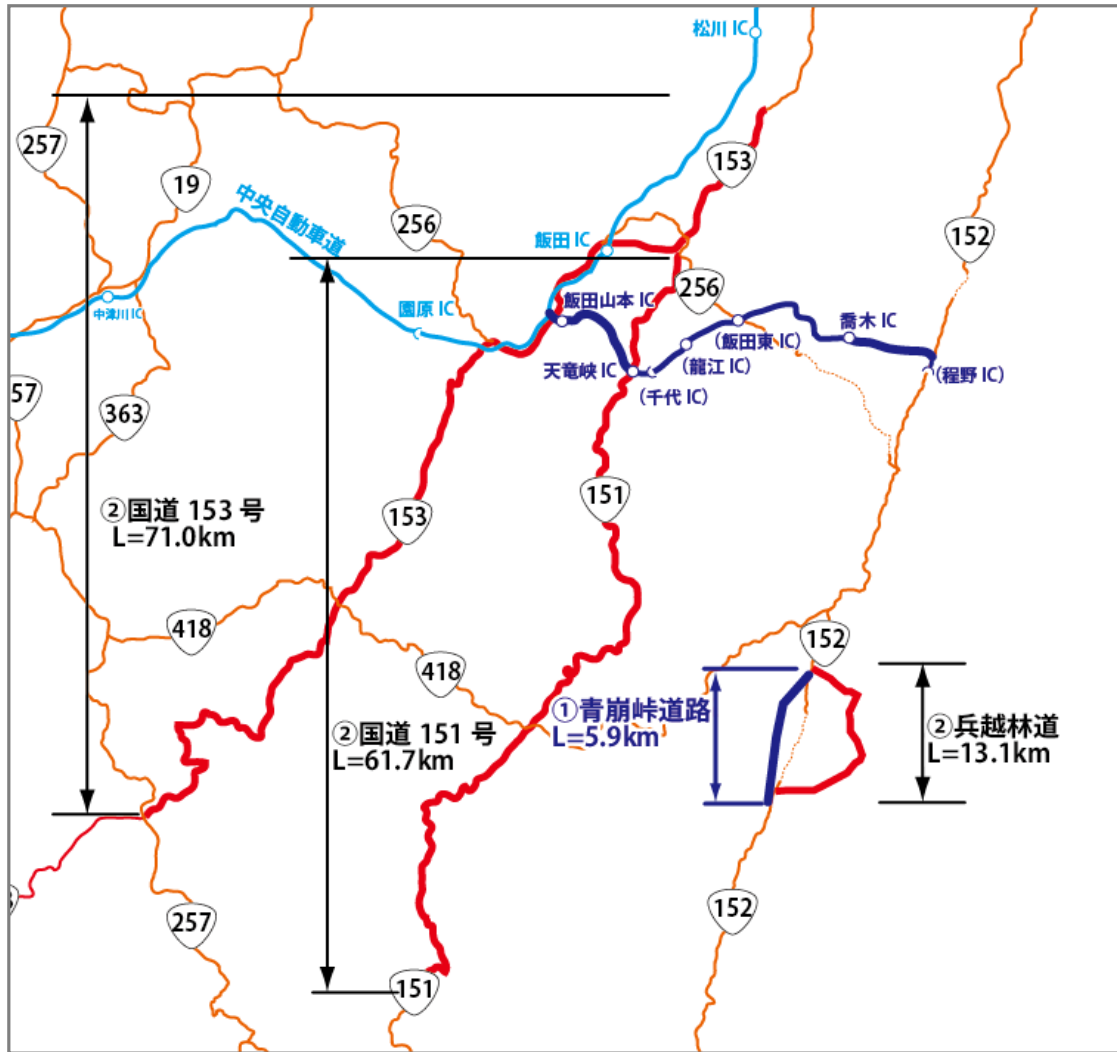 松川 IC
257
153
19
中央自動車道
256
152
飯田 IC
256
飯田山本 IC
中津川 IC
園原 IC
(飯田東 IC)
喬木 IC
(龍江 IC)
天竜峡 IC
(程野 IC)
(千代 IC)
57
363
②国道 153 号
L=71.0km
153
151
418
152
418
①青崩峠道路
L=5.9km
②国道 151 号
L=61.7km
②兵越林道
L=13.1km
257
152
151